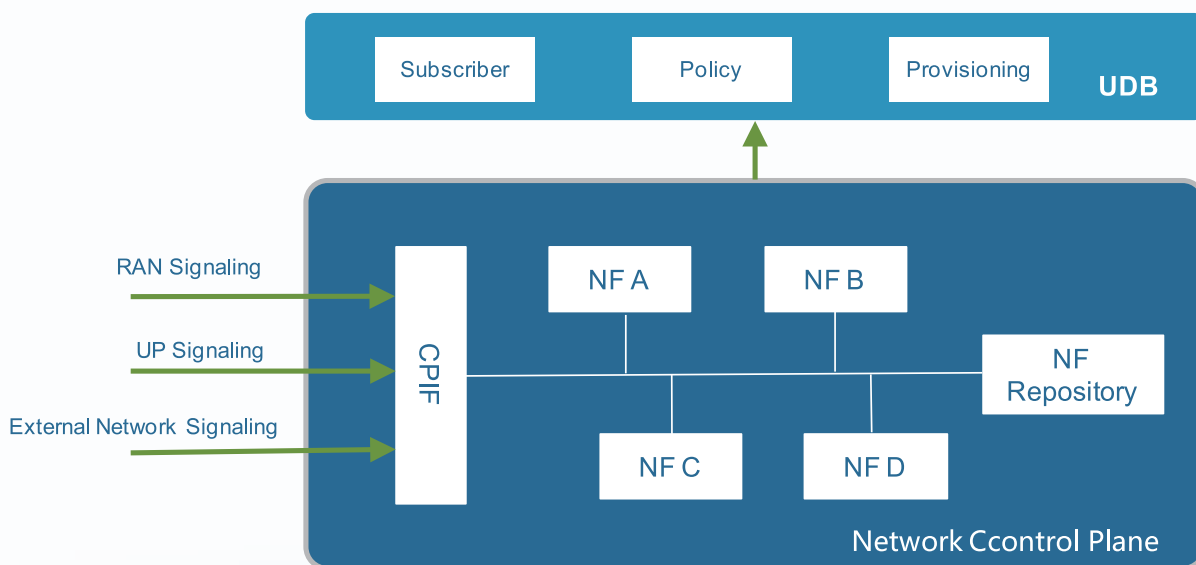 Subscriber
Policy
Provisioning
UDB
RAN Signaling
UP Signaling
External Network Signaling
CPIF
NF A
NF B
NF
Repository
NF C
NF D
Network Ccontrol Plane